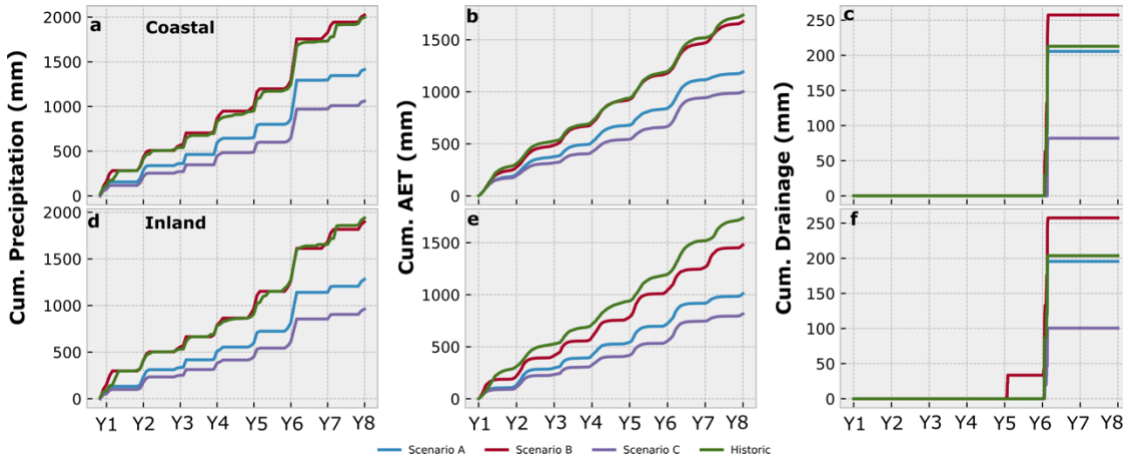 a Coastal
b
c
Cum. Precipitation (mm)
2000
1500
1000
500
0
Cum. AET (mm)
1500
1000
500
0
Cum. Drainage (mm)
250
200
150
100
50
0
d Inland
e
f
2000
1500
1000
500
0
1500
1000
500
0
250
200
150
100
50
0
Y1 Y2 Y3 Y4 Y5 Y6 Y7 Y8
Y1 Y2 Y3 Y4 Y5 Y6 Y7 Y8
Y1 Y2 Y3 Y4 Y5 Y6 Y7 Y8
Scenario A Scenario B Scenario C Historic